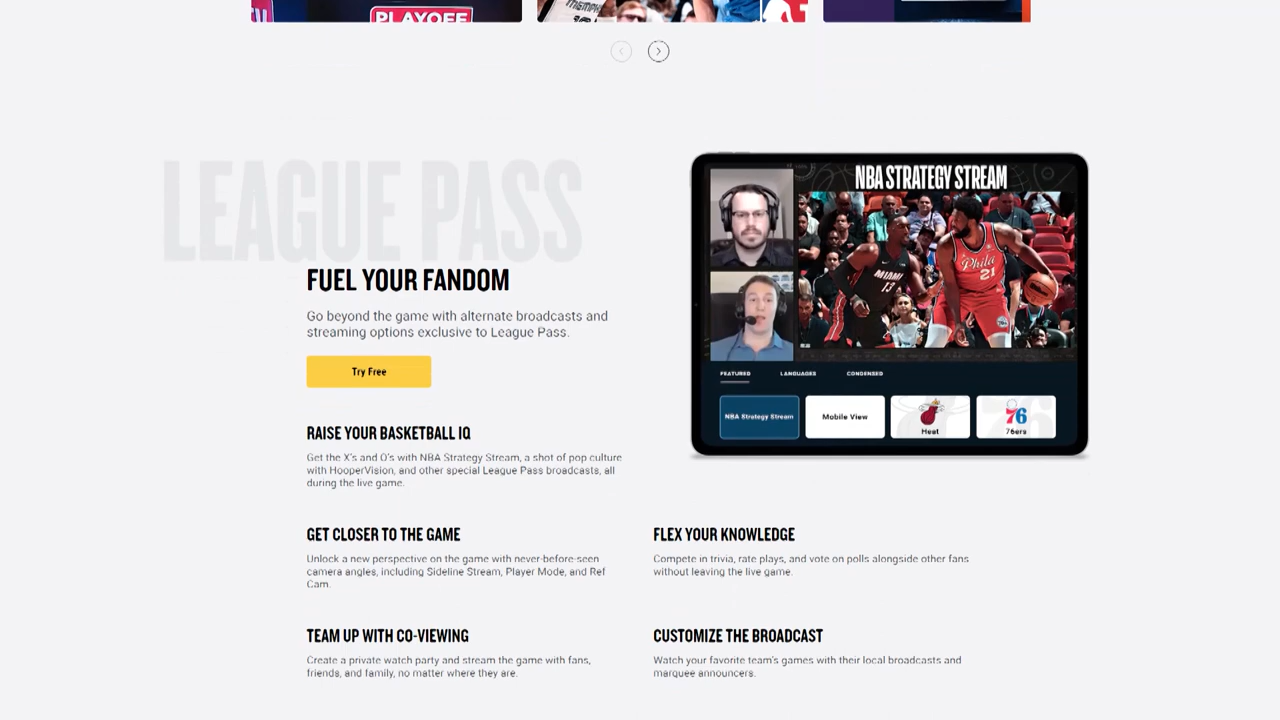 PLAYOFF
LEAGUE PASS
FUEL YOUR FANDOM
Go beyond the game with alternate broadcasts and
streaming options exclusive to League Pass.
Try Free
RAISE YOUR BASKETBALL IQ
Get the X's and O's with NBA Strategy Stream, a shot of pop culture
with HooperVision, and other special League Pass broadcasts, all
during the live game.
NBA STRATEGY STREAM
MIAMI
13
Phila
21
FEATURED
LANGUAGES
CONDENSED
NBA Strategy Stream
Mobile View
Heat
76
76ers
GET CLOSER TO THE GAME
Unlock a new perspective on the game with never-before-seen
camera angles, including Sideline Stream, Player Mode, and Ref
Cam.
FLEX YOUR KNOWLEDGE
Compete in trivia, rate plays, and vote on polls alongside other fans
without leaving the live game.
TEAM UP WITH CO-VIEWING
Create a private watch party and stream the game with fans,
friends, and family, no matter where they are.
CUSTOMIZE THE BROADCAST
Watch your favorite team's games with their local broadcasts and
marquee announcers.